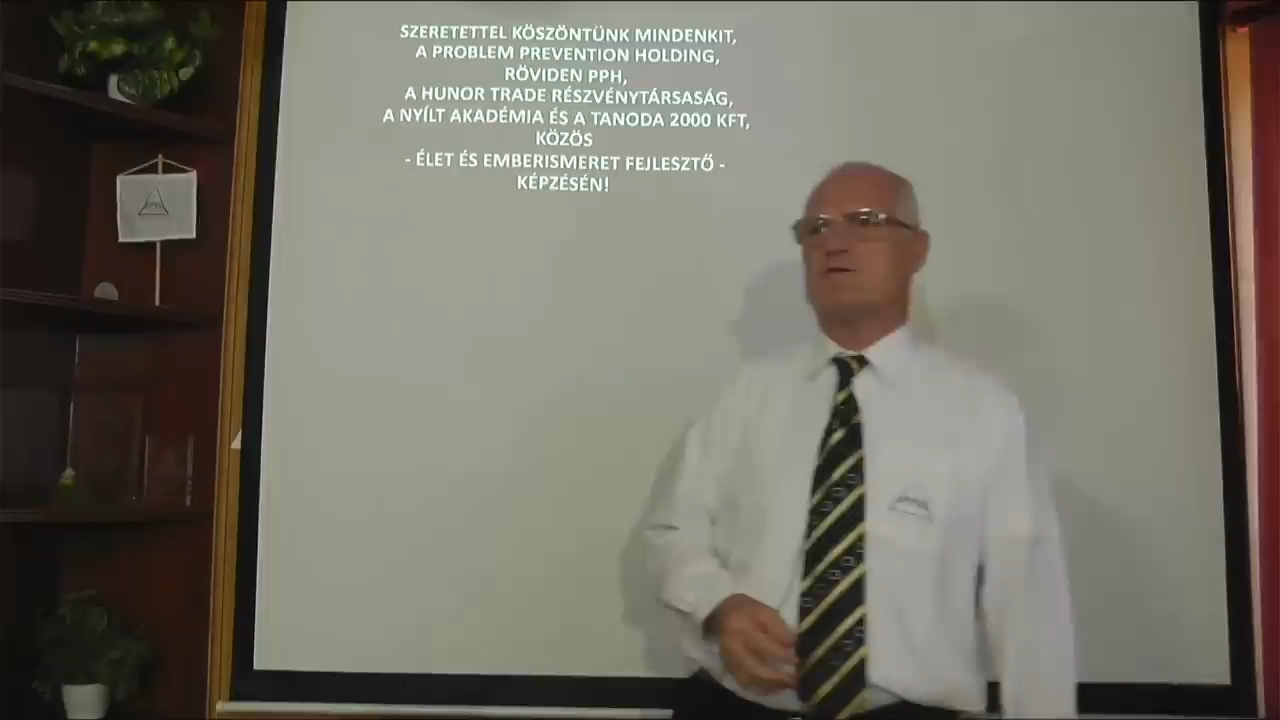 SZERETETTEL KÖSZÖNTÜNK MINDENKIT,
A PROBLEM PREVENTION HOLDING,
RÖVIDEN PPH,
A HUNOR TRADE RÉSZVÉNYTÁRSASÁG,
A NYÍLT AKADÉMIA ÉS A TANODA 2000 KFT,
KÖZÖS
- ÉLET ÉS EMBERISMERET FEJLESZTŐ -
KÉPZÉSÉN!